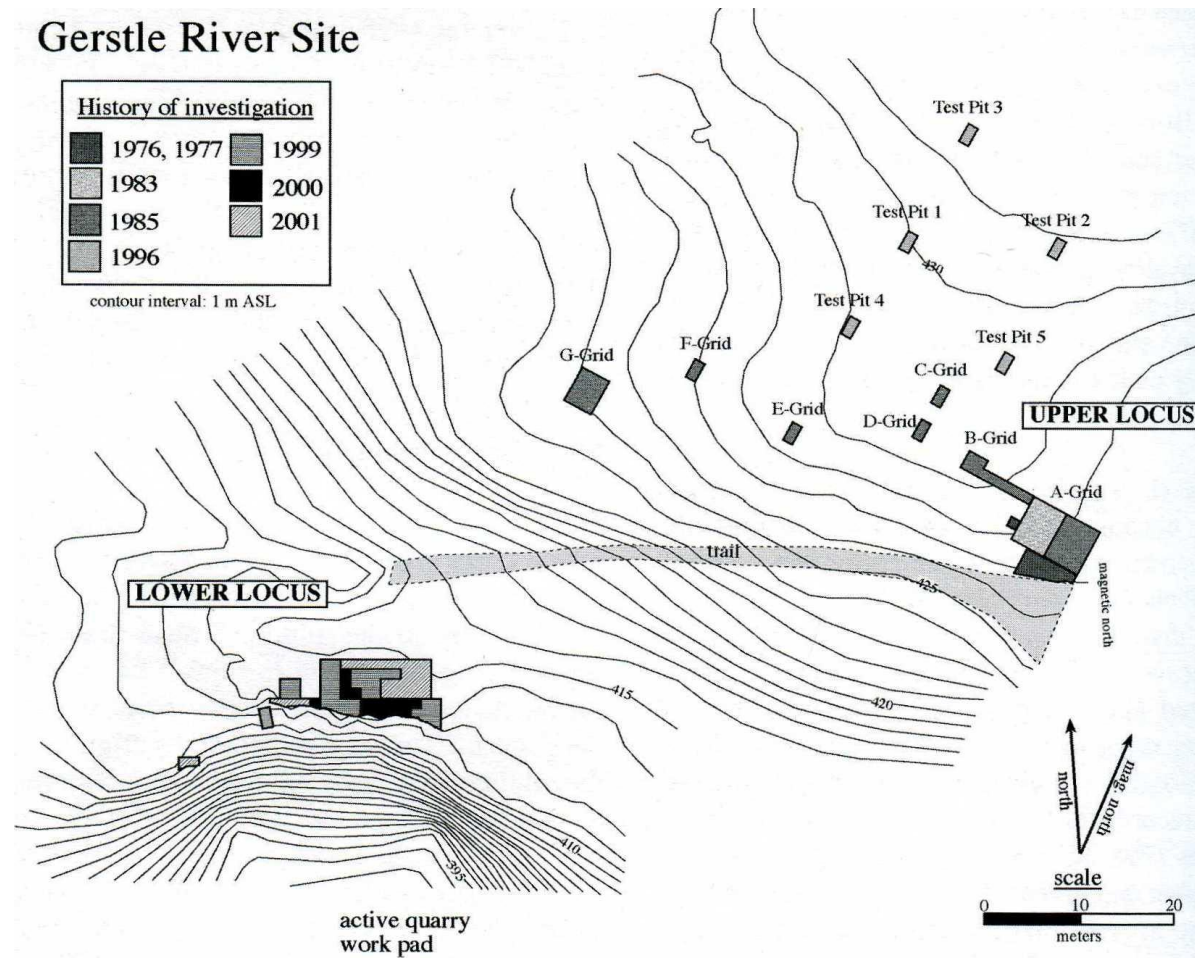 Gerstle River Site
History of investigation
1976, 1977
1983
1985
1996
1999
2000
2001
contour interval: 1 m ASL
Test Pit 3
Test Pit 1
Test Pit 2
430
Test Pit 4
Test Pit 5
G-Grid
F-Grid
C-Grid
E-Grid
D-Grid
UPPER LOCUS
B-Grid
A-Grid
trail
magnetic north
425
LOWER LOCUS
415
420
north
mag. north
410
395
scale
0 10 20
meters
active quarry
work pad